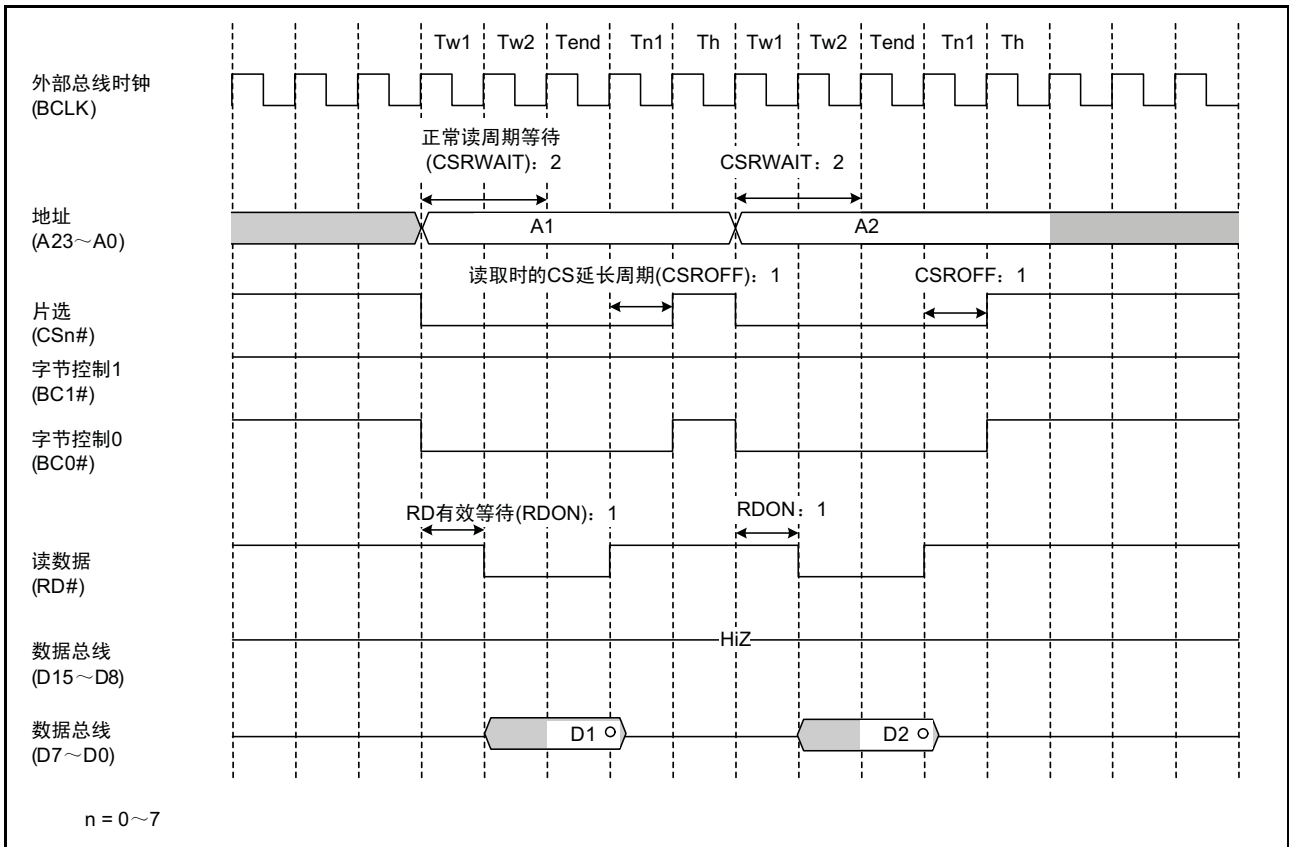 Tw1 Tw2 Tend Tn1 Th Tw1 Tw2 Tend Tn1 Th
外部总线时钟
(BCLK)
正常读周期等待
(CSRWAIT)：2
CSRWAIT：2
地址
(A23～A0)
A1
A2
读取时的CS延长周期(CSROFF)：1
CSROFF：1
片选
(CSn#)
字节控制1
(BC1#)
字节控制0
(BC0#)
RD有效等待(RDON)：1
RDON：1
读数据
(RD#)
HiZ
数据总线
(D15～D8)
数据总线
(D7～D0)
D1
D2
n = 0～7